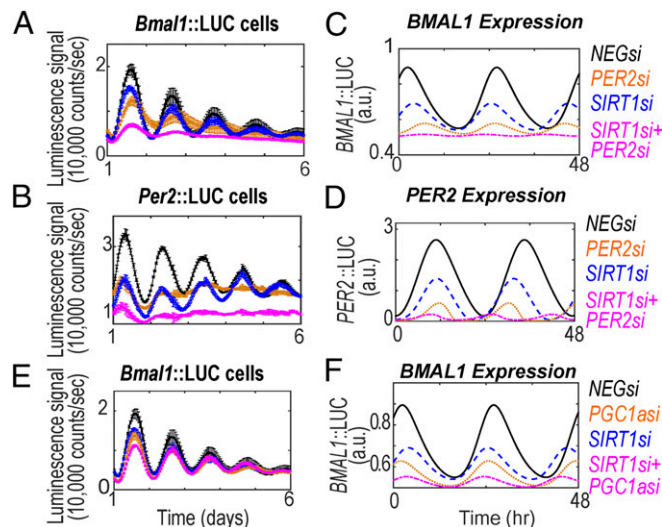 A
Bmal1::LUC cells
Luminescence signal
(10,000 counts/sec)
2
0
1
6
B
Per2::LUC cells
Luminescence signal
(10,000 counts/sec)
3
1
1
6
E
Bmal1::LUC cells
Luminescence signal
(10,000 counts/sec)
2
0
1
6
Time (days)
C
BMAL1 Expression
BMAL1::LUC
(a.u.)
1
0.4
0
48
NEGsi
PER2si
SIRT1si
SIRT1si+
PER2si
D
PER2 Expression
PER2::LUC
(a.u.)
3
0
0
48
NEGsi
PER2si
SIRT1si
SIRT1si+
PER2si
F
BMAL1 Expression
BMAL1::LUC
(a.u.)
0.8
0.6
0
48
Time (hr)
NEGsi
PGC1asi
SIRT1si
SIRT1si+
PGC1asi